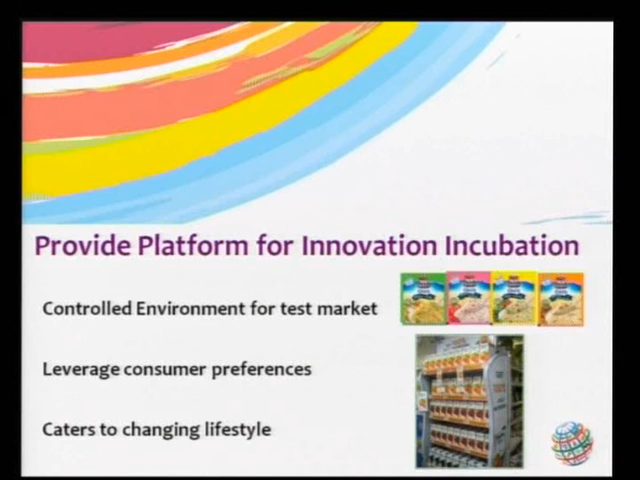 Provide Platform for Innovation Incubation
Controlled Environment for test market
Leverage consumer preferences
Caters to changing lifestyle